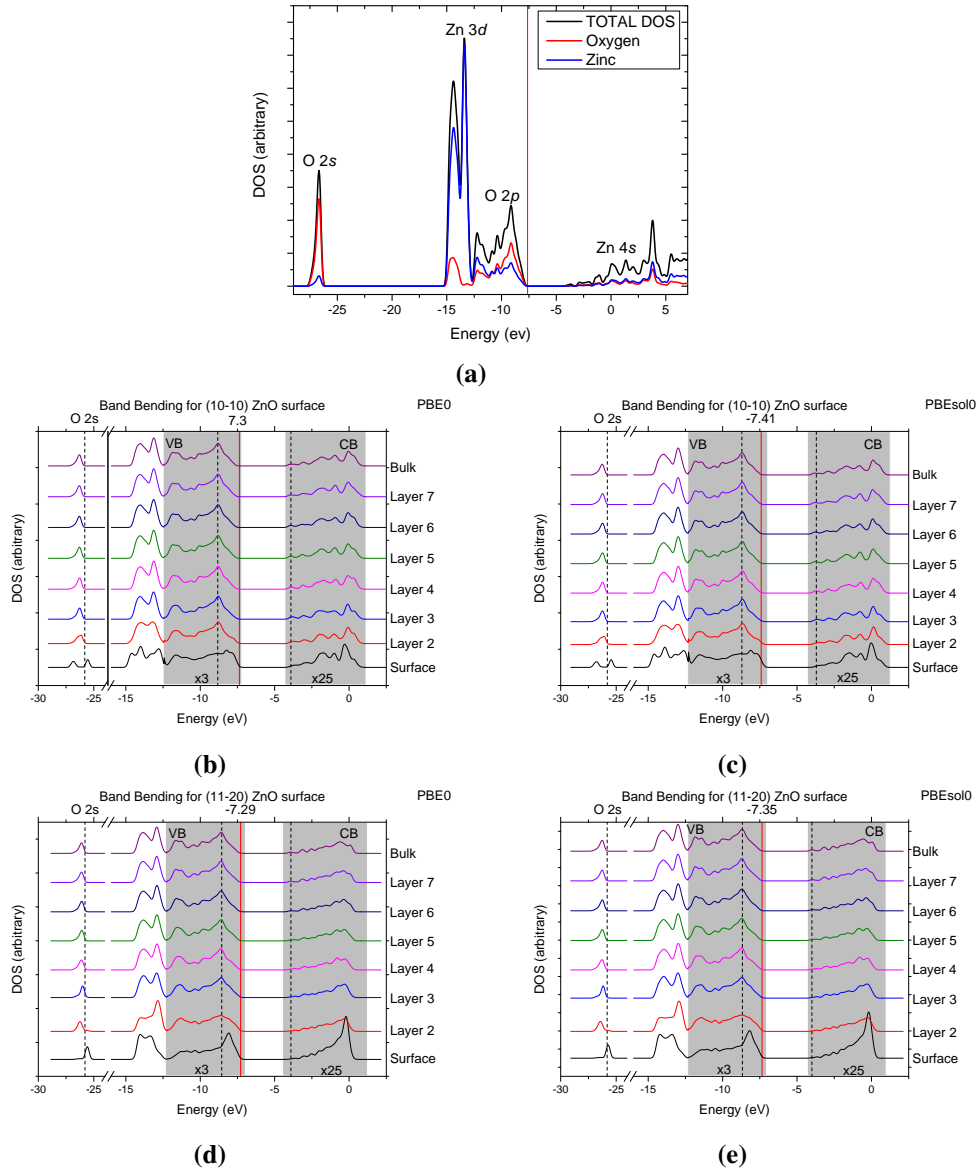 TOTAL DOS
Oxygen
Zinc
Zn 3d
O 2s
O 2p
Zn 4s
DOS (arbitrary)
-25 -20 -15 -10 -5 0 5
Energy (ev)
(a)
Band Bending for (10-10) ZnO surface PBE0
O 2s 7.3
VB CB
Bulk
Layer 7
Layer 6
Layer 5
Layer 4
Layer 3
Layer 2
Surface
x3 x25
DOS (arbitrary)
-30 -25 -15 -10 -5 0
Energy (eV)
(b)
Band Bending for (10-10) ZnO surface PBEsol0
O 2s -7.41
VB CB
Bulk
Layer 7
Layer 6
Layer 5
Layer 4
Layer 3
Layer 2
Surface
x3 x25
DOS (arbitrary)
-30 -25 -15 -10 -5 0
Energy (eV)
(c)
Band Bending for (11-20) ZnO surface PBE0
O 2s -7.29
VB CB
Bulk
Layer 7
Layer 6
Layer 5
Layer 4
Layer 3
Layer 2
Surface
x3 x25
DOS (arbitrary)
-30 -25 -15 -10 -5 0
Energy (eV)
(d)
Band Bending for (11-20) ZnO surface PBEsol0
O 2s -7.35
VB CB
Bulk
Layer 7
Layer 6
Layer 5
Layer 4
Layer 3
Layer 2
Surface
x3 x25
DOS (arbitrary)
-30 -25 -15 -10 -5 0
Energy (eV)
(e)